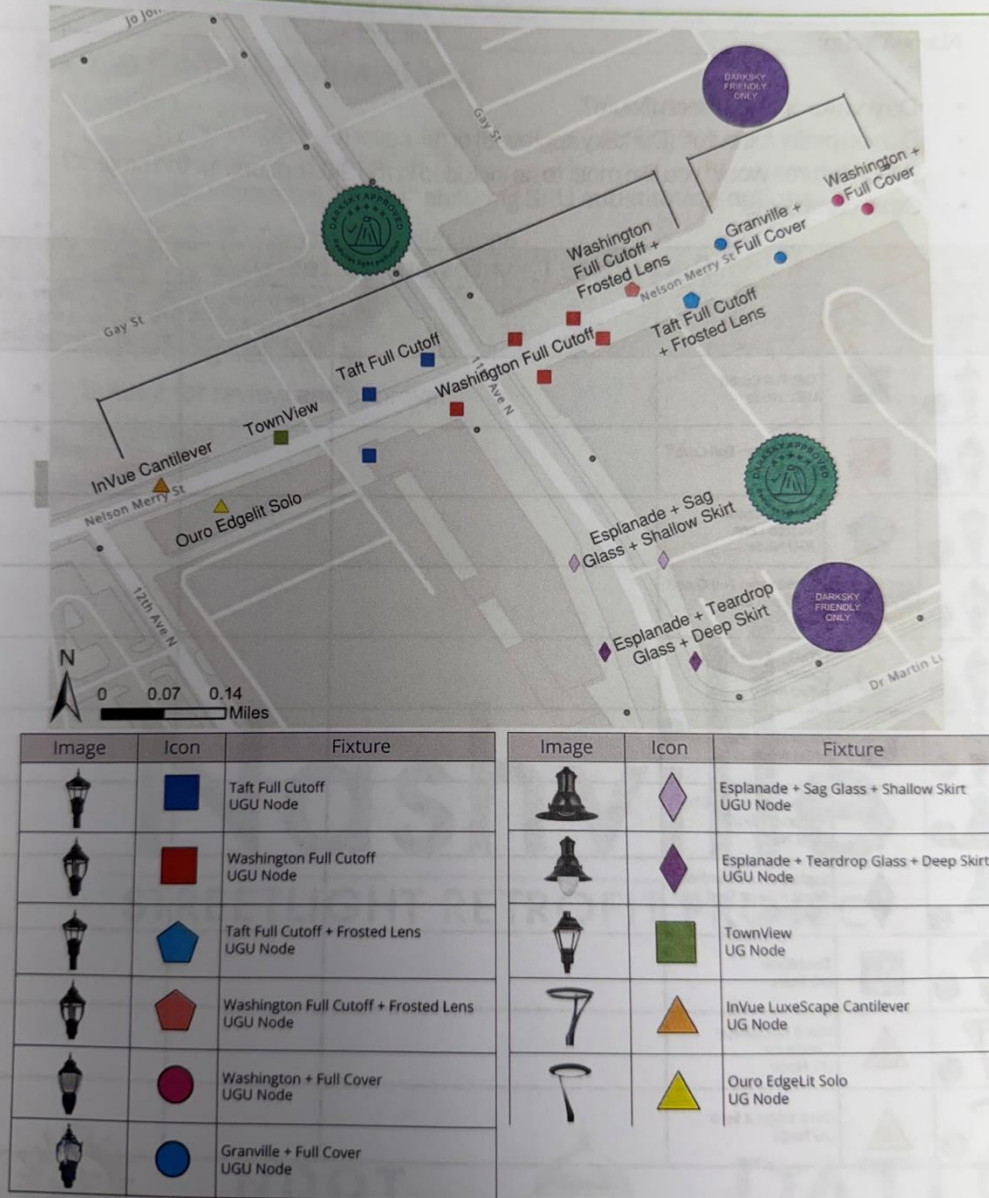 Gay St
DARKSKY
FRIENDLY
ONLY
DARKSKY APPROVED
Washington +
Full Cover
Granville +
Full Cover
Washington
Full Cutoff +
Frosted Lens
Nelson Merry St
Taft Full Cutoff
+ Frosted Lens
Gay St
Taft Full Cutoff
Washington Full Cutoff
11th Ave N
TownView
InVue Cantilever
Nelson Merry St
Ouro Edgelit Solo
DARKSKY APPROVED
Esplanade + Sag
Glass + Shallow Skirt
12th Ave N
DARKSKY
FRIENDLY
ONLY
Esplanade + Teardrop
Glass + Deep Skirt
Dr Martin
N
0 0.07 0.14
Miles
Image Icon Fixture
Taft Full Cutoff
UGU Node
Washington Full Cutoff
UGU Node
Taft Full Cutoff + Frosted Lens
UGU Node
Washington Full Cutoff + Frosted Lens
UGU Node
Washington + Full Cover
UGU Node
Granville + Full Cover
UGU Node
Image Icon Fixture
Esplanade + Sag Glass + Shallow Skirt
UGU Node
Esplanade + Teardrop Glass + Deep Skirt
UGU Node
TownView
UG Node
InVue LuxeScape Cantilever
UG Node
Ouro EdgeLit Solo
UG Node